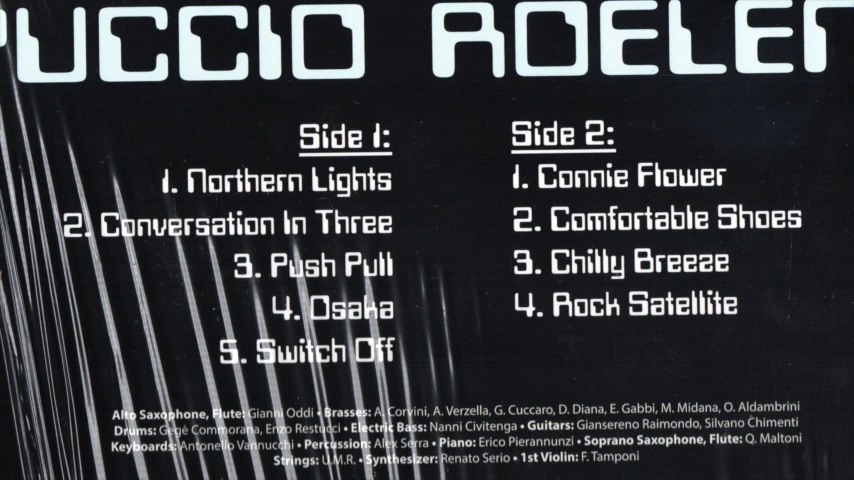 PUCCIO ROELEN
Side 1:
1. Northern Lights
2. Conversation In Three
3. Push Pull
4. Osaka
5. Switch Off
Side 2:
1. Connie Flower
2. Comfortable Shoes
3. Chilly Breeze
4. Rock Satellite
Alto Saxophone, Flute: Gianni Oddi • Brasses: A. Corvini, A. Verzella, G. Cuccaro, D. Diana, E. Gabbi, M. Midana, O. Aldambrini
Drums: Gegè Commorana, Enzo Restucci • Electric Bass: Nanni Civitenga • Guitars: Giansereno Raimondo, Silvano Chimenti
Keyboards: Antonello Vannucchi • Percussion: Alex Serra • Piano: Erico Pierannunzi • Soprano Saxophone, Flute: Q. Maltoni
Strings: U.M.R. • Synthesizer: Renato Serio • 1st Violin: F. Tamponi